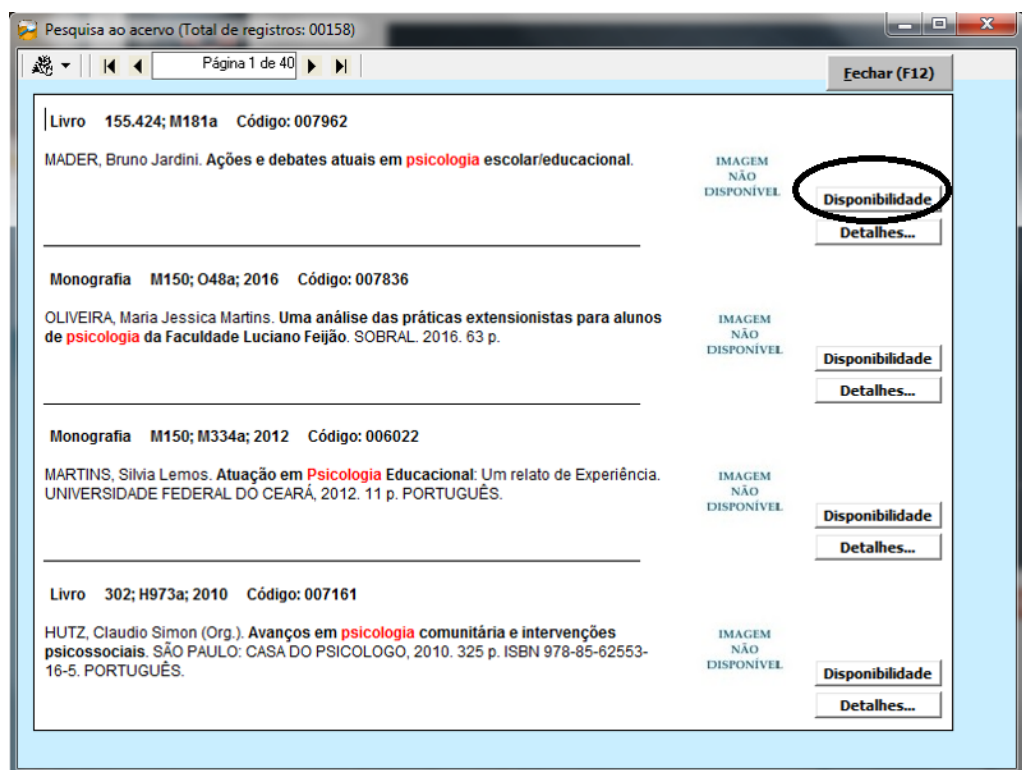 Pesquisa ao acervo (Total de registros: 00158)
Página 1 de 40
Fechar (F12)
Livro 155.424; M181a Código: 007962
MADER, Bruno Jardini. Ações e debates atuais em psicologia escolar/educacional.
IMAGEM
NÃO
DISPONÍVEL
Disponibilidade
Detalhes...
Monografia M150; O48a; 2016 Código: 007836
OLIVEIRA, Maria Jessica Martins. Uma análise das práticas extensionistas para alunos
de psicologia da Faculdade Luciano Feijão. SOBRAL. 2016. 63 p.
IMAGEM
NÃO
DISPONÍVEL
Disponibilidade
Detalhes...
Monografia M150; M334a; 2012 Código: 006022
MARTINS, Silvia Lemos. Atuação em Psicologia Educacional: Um relato de Experiência.
UNIVERSIDADE FEDERAL DO CEARÁ, 2012. 11 p. PORTUGUÊS.
IMAGEM
NÃO
DISPONÍVEL
Disponibilidade
Detalhes...
Livro 302; H973a; 2010 Código: 007161
HUTZ, Claudio Simon (Org.). Avanços em psicologia comunitária e intervenções
psicossociais. SÃO PAULO: CASA DO PSICOLOGO, 2010. 325 p. ISBN 978-85-62553-
16-5. PORTUGUÊS.
IMAGEM
NÃO
DISPONÍVEL
Disponibilidade
Detalhes...